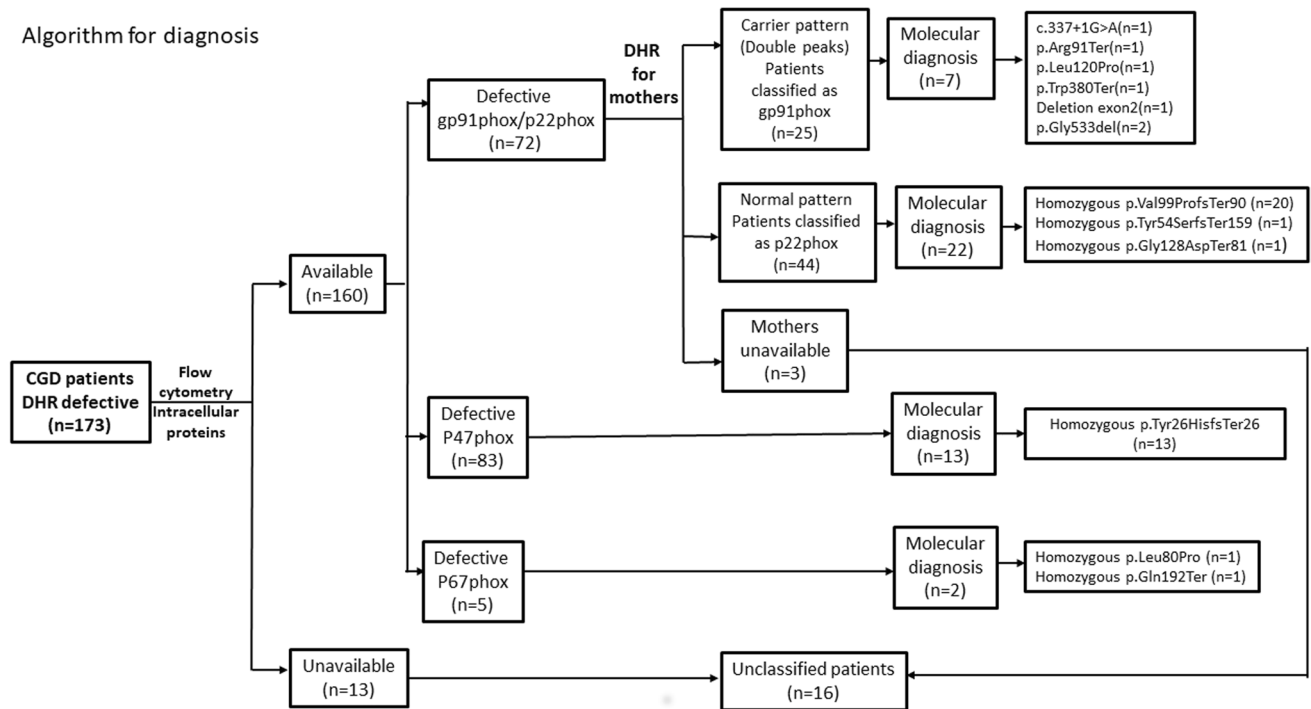 Algorithm for diagnosis
CGD patients
DHR defective
(n=173)
Flow
cytometry
Intracellular
proteins
Available
(n=160)
Unavailable
(n=13)
Defective
gp91phox/p22phox
(n=72)
DHR
for
mothers
Carrier pattern
(Double peaks)
Patients
classified as
gp91phox
(n=25)
Molecular
diagnosis
(n=7)
c.337+1G>A(n=1)
p.Arg91Ter(n=1)
p.Leu120Pro(n=1)
p.Trp380Ter(n=1)
Deletion exon2(n=1)
p.Gly533del(n=2)
Normal pattern
Patients classified
as p22phox
(n=44)
Molecular
diagnosis
(n=22)
Homozygous p.Val99ProfsTer90 (n=20)
Homozygous p.Tyr54SerfsTer159 (n=1)
Homozygous p.Gly128AspTer81 (n=1)
Mothers
unavailable
(n=3)
Defective
P47phox
(n=83)
Molecular
diagnosis
(n=13)
Homozygous p.Tyr26HisfsTer26
(n=13)
Defective
P67phox
(n=5)
Molecular
diagnosis
(n=2)
Homozygous p.Leu80Pro (n=1)
Homozygous p.Gln192Ter (n=1)
Unclassified patients
(n=16)